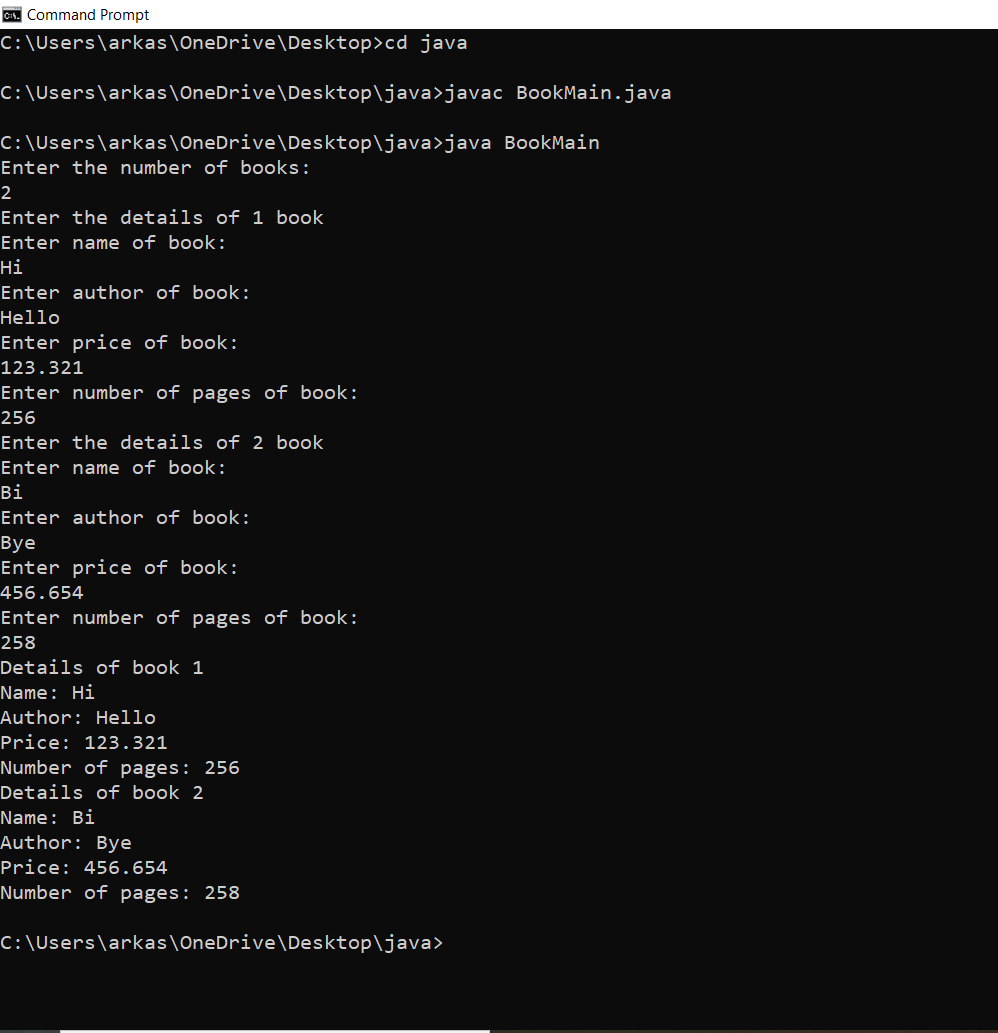 Command Prompt
C:\Users\arkas\OneDrive\Desktop>cd java
C:\Users\arkas\OneDrive\Desktop\java>javac BookMain.java
C:\Users\arkas\OneDrive\Desktop\java>java BookMain
Enter the number of books:
2
Enter the details of 1 book
Enter name of book:
Hi
Enter author of book:
Hello
Enter price of book:
123.321
Enter number of pages of book:
256
Enter the details of 2 book
Enter name of book:
Bi
Enter author of book:
Bye
Enter price of book:
456.654
Enter number of pages of book:
258
Details of book 1
Name: Hi
Author: Hello
Price: 123.321
Number of pages: 256
Details of book 2
Name: Bi
Author: Bye
Price: 456.654
Number of pages: 258
C:\Users\arkas\OneDrive\Desktop\java>